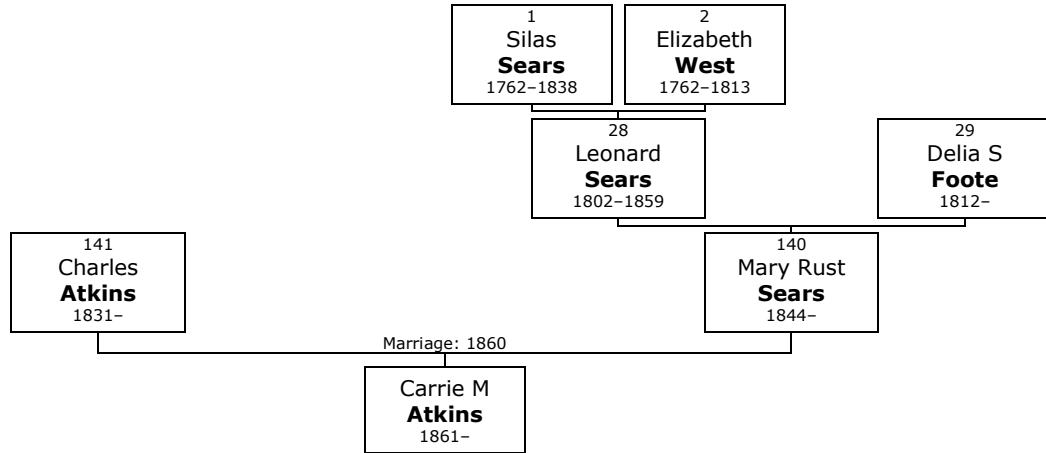 1
Silas
Sears
1762–1838
2
Elizabeth
West
1762–1813
28
Leonard
Sears
1802–1859
29
Delia S
Foote
1812–
141
Charles
Atkins
1831–
140
Mary Rust
Sears
1844–
Marriage: 1860
Carrie M
Atkins
1861–